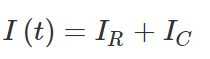 I (t) = I_R + I_C